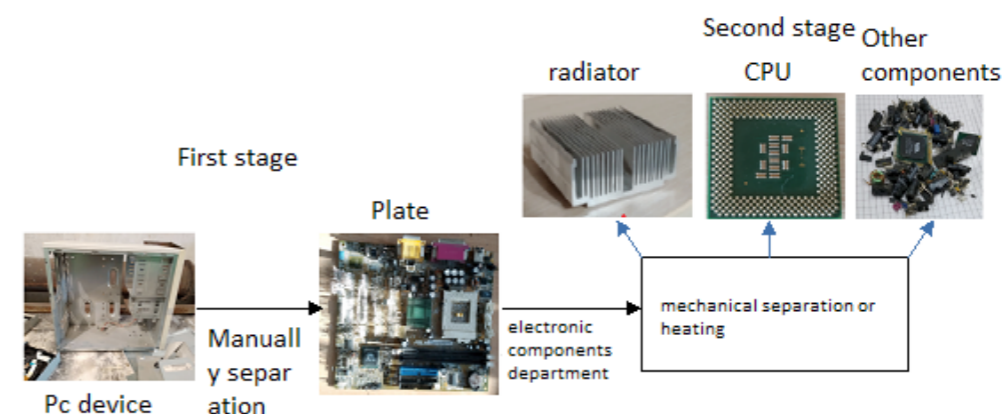 Second stage
Other
components
radiator
CPU
First stage
Plate
mechanical separation or
heating
electronic
components
department
Manuall
y separ
ation
Pc device